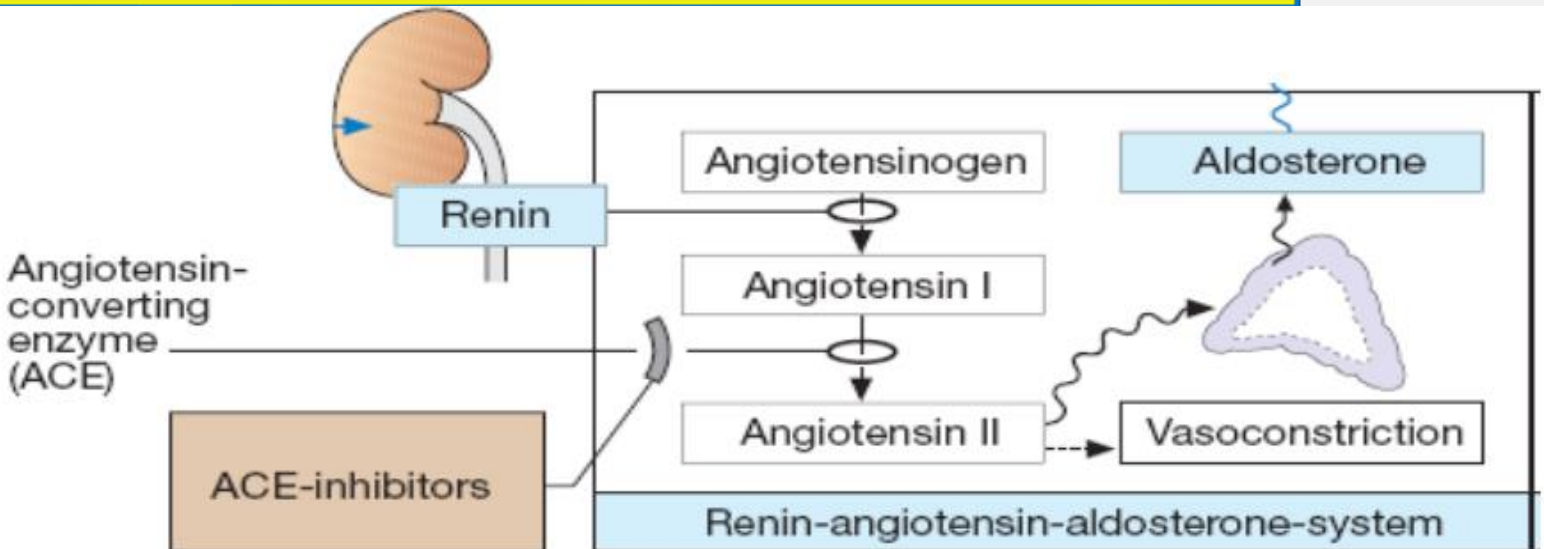 Angiotensinogen
Aldosterone
Renin
Angiotensin-
converting
enzyme
(ACE)
Angiotensin I
Angiotensin II
Vasoconstriction
ACE-inhibitors
Renin-angiotensin-aldosterone-system